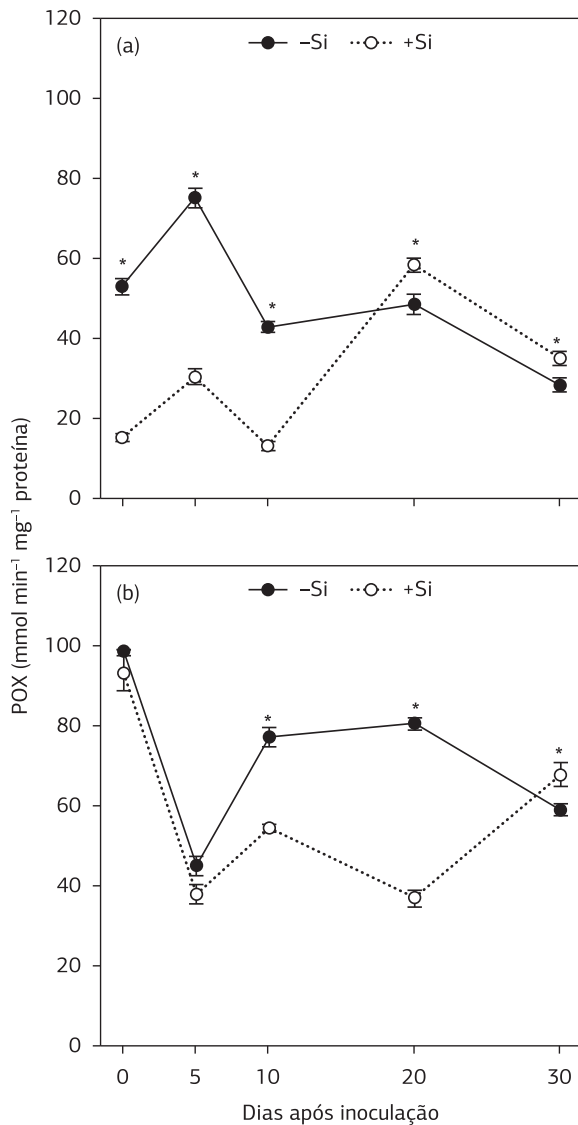 POX (mmol min⁻¹ mg⁻¹ proteína)
(a)
–Si
+Si
120
100
80
60
40
20
0
*
*
*
*
*
(b)
–Si
+Si
120
100
80
60
40
20
0
*
*
*
0 5 10 20 30
Dias após inoculação